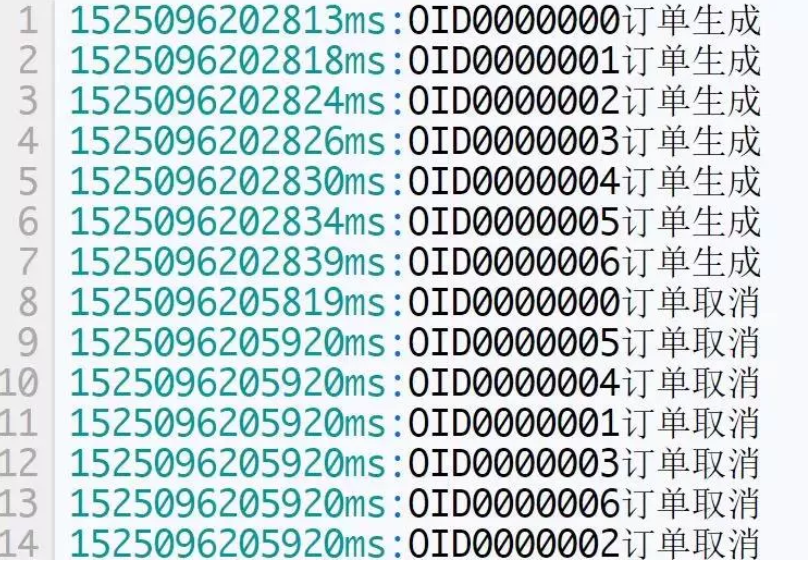 1 1525096202813ms:OID0000000订单生成
2 1525096202818ms:OID0000001订单生成
3 1525096202824ms:OID0000002订单生成
4 1525096202826ms:OID0000003订单生成
5 1525096202830ms:OID0000004订单生成
6 1525096202834ms:OID0000005订单生成
7 1525096202839ms:OID0000006订单生成
8 1525096205819ms:OID0000000订单取消
9 1525096205920ms:OID0000005订单取消
10 1525096205920ms:OID0000004订单取消
11 1525096205920ms:OID0000001订单取消
12 1525096205920ms:OID0000003订单取消
13 1525096205920ms:OID0000006订单取消
14 1525096205920ms:OID0000002订单取消